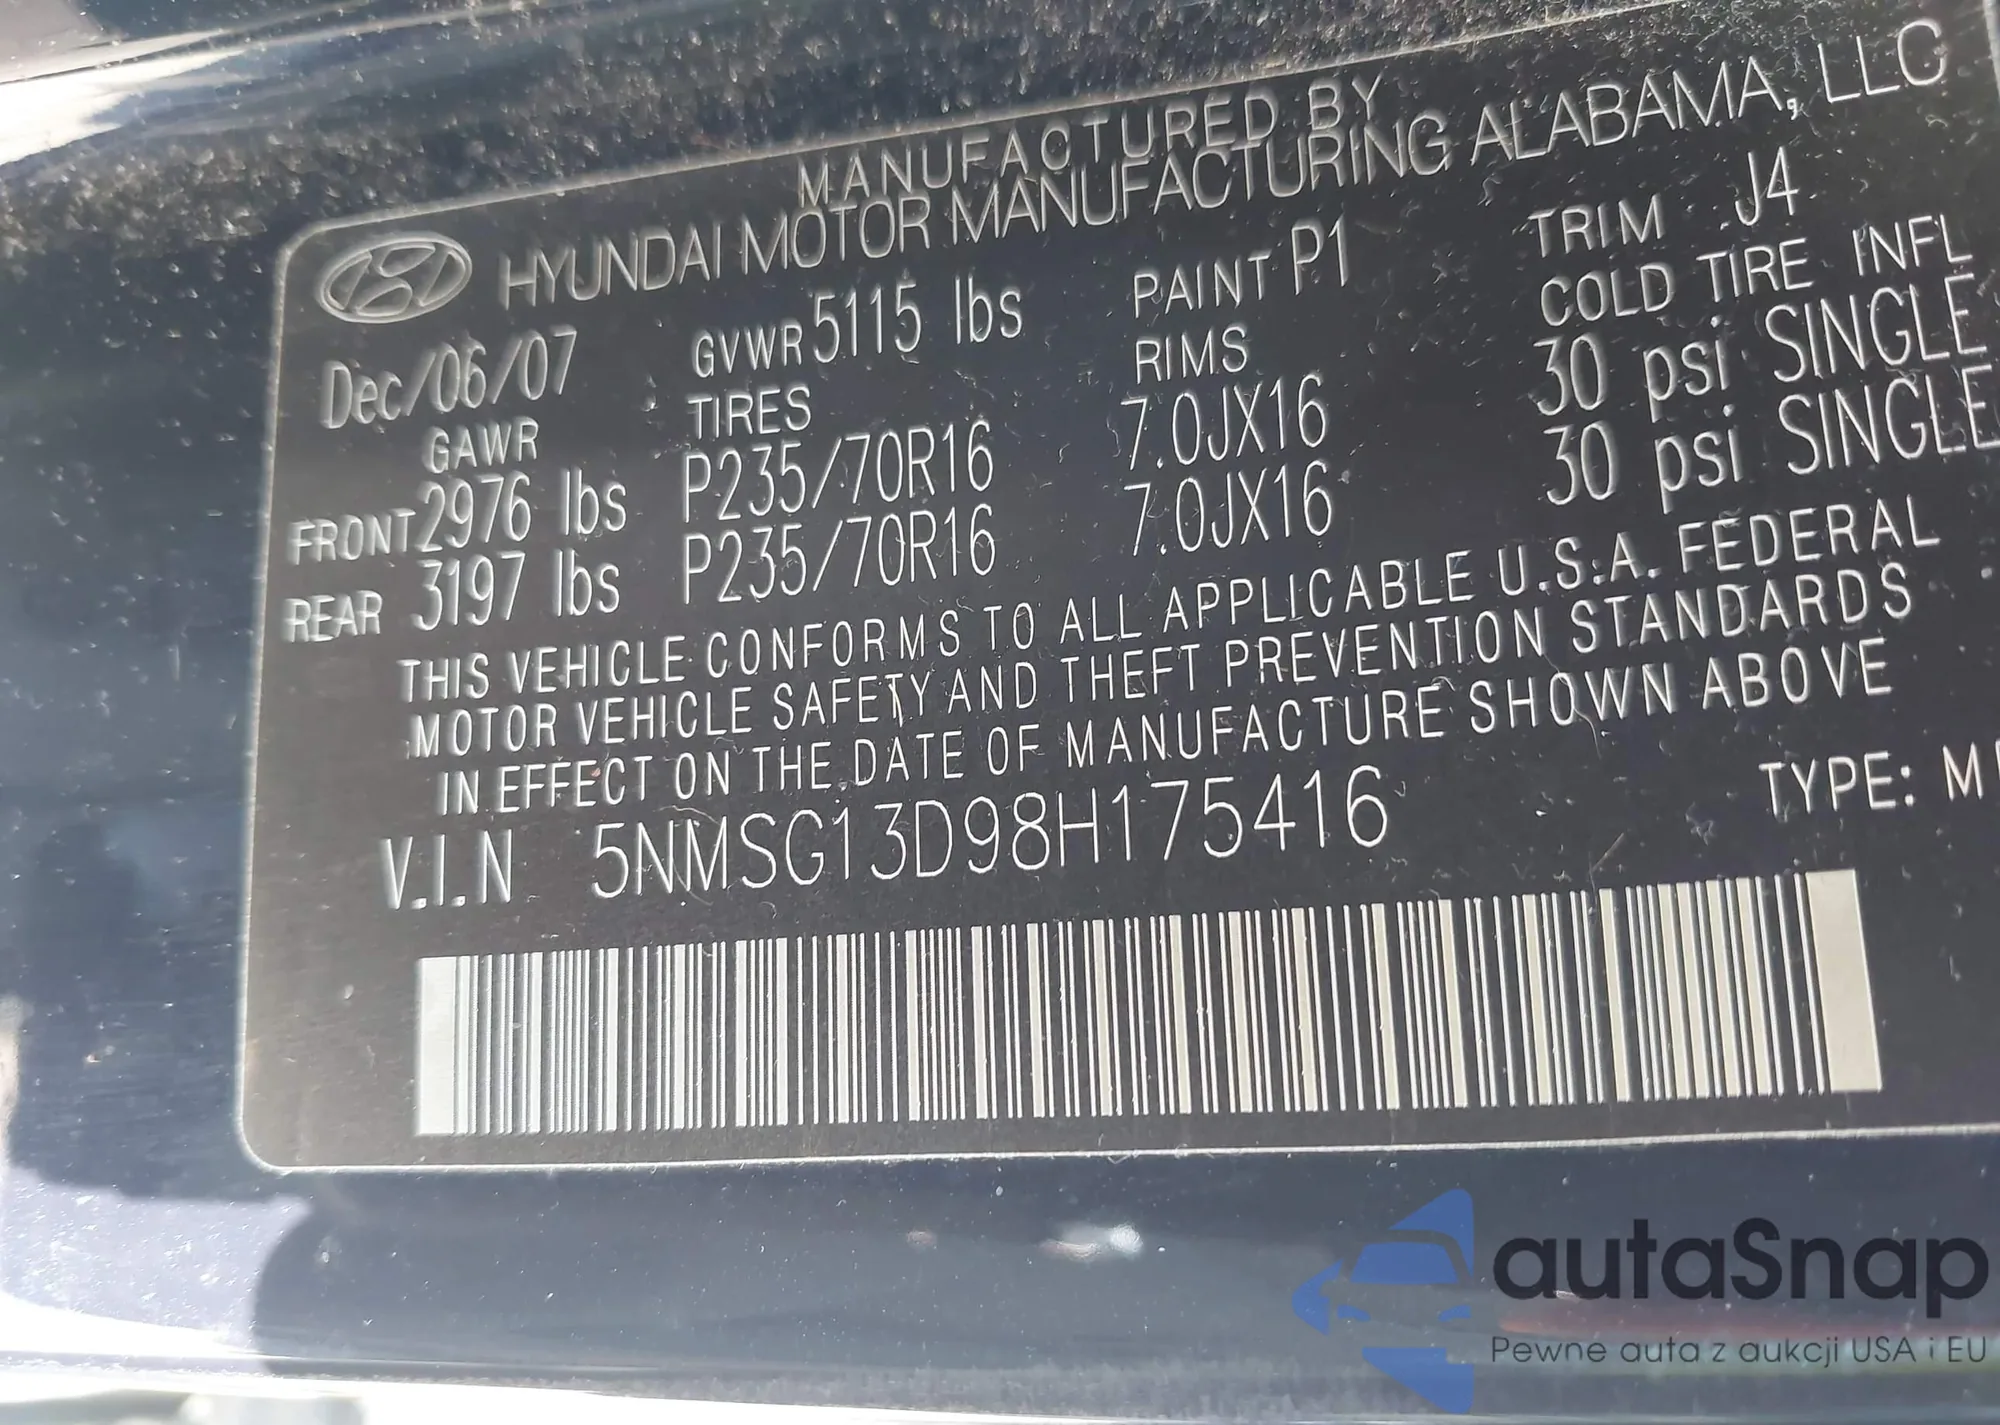 MANUFACTURED BY
HYUNDAI MOTOR MANUFACTURING ALABAMA, LLC
Dec/06/07 GVWR 5115 lbs PAINT P1 TRIM J4
GAWR TIRES RIMS COLD TIRE INFL
FRONT 2976 lbs P235/70R16 7.0JX16 30 psi SINGLE
REAR 3197 lbs P235/70R16 7.0JX16 30 psi SINGLE
THIS VEHICLE CONFORMS TO ALL APPLICABLE U.S.A. FEDERAL
MOTOR VEHICLE SAFETY AND THEFT PREVENTION STANDARDS
IN EFFECT ON THE DATE OF MANUFACTURE SHOWN ABOVE
V.I.N 5NMSG13D98H175416 TYPE:
autaSnap
Pewne auta z aukcji USA i EU